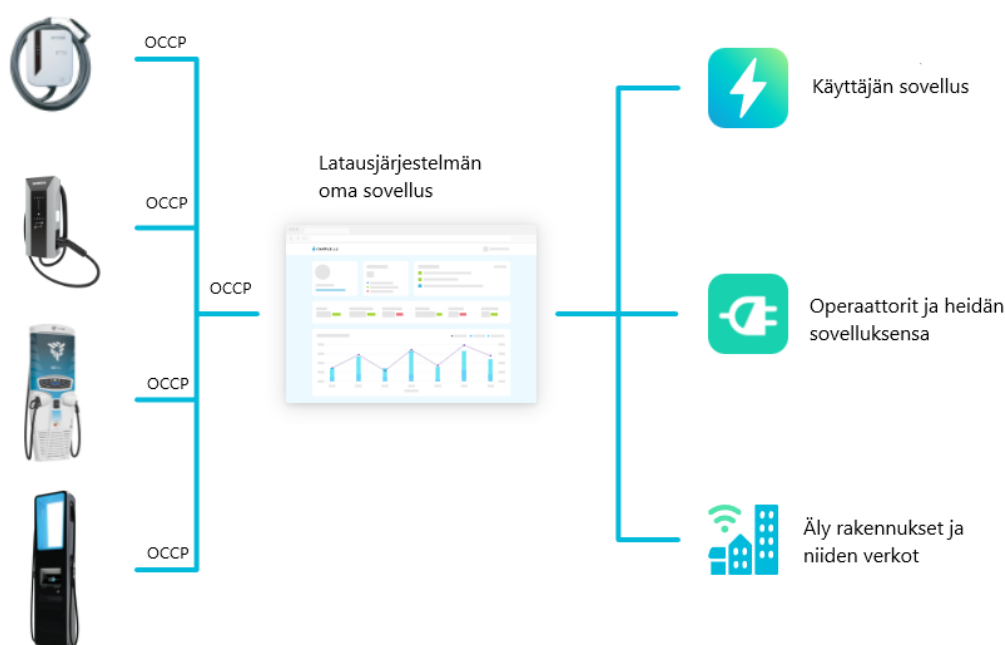 OCCP
Käyttäjän sovellus
Latausjärjestelmän
oma sovellus
OCCP
OCCP
Operaattorit ja heidän
sovelluksensa
OCCP
OCCP
Äly rakennukset ja
niiden verkot